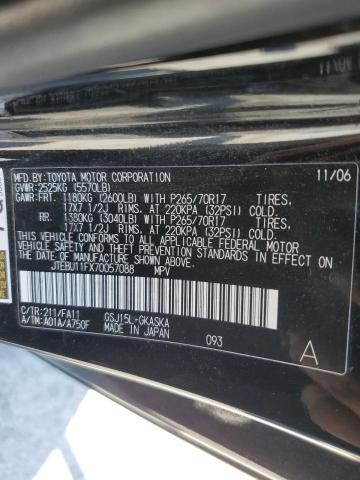 MFD.BY:TOYOTA MOTOR CORPORATION 11/06
GVWR:2525KG (5570LB)
GAWR:FRT. 1180KG (2600LB) WITH P265/70R17 TIRES,
17X7 1/2J RIMS, AT 220KPA (32PSI) COLD.
RR. 1380KG (3040LB) WITH P265/70R17 TIRES,
17X7 1/2J RIMS, AT 220KPA (32PSI) COLD.
THIS VEHICLE CONFORMS TO ALL APPLICABLE FEDERAL MOTOR
VEHICLE SAFETY AND THEFT PREVENTION STANDARDS IN EFFECT ON
THE DATE OF MANUFACTURE SHOWN ABOVE.
JTEBU11FX70057088 MPV
C/TR:211/FA11 GSJ15L-GKASKA
A/TM:A01A/A750F MADE IN JAPAN 093 A